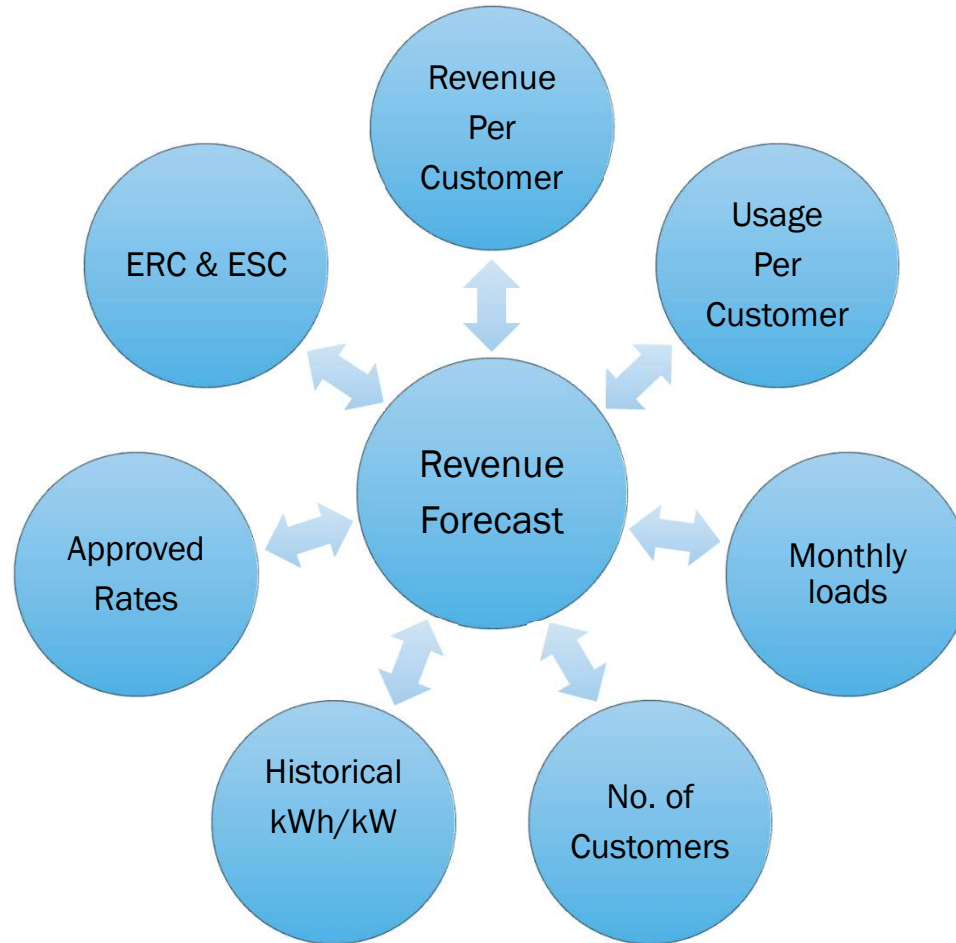 Revenue
Per
Customer
Usage
Per
Customer
Monthly
loads
No. of
Customers
Historical
kWh/kW
Approved
Rates
ERC & ESC
Revenue
Forecast